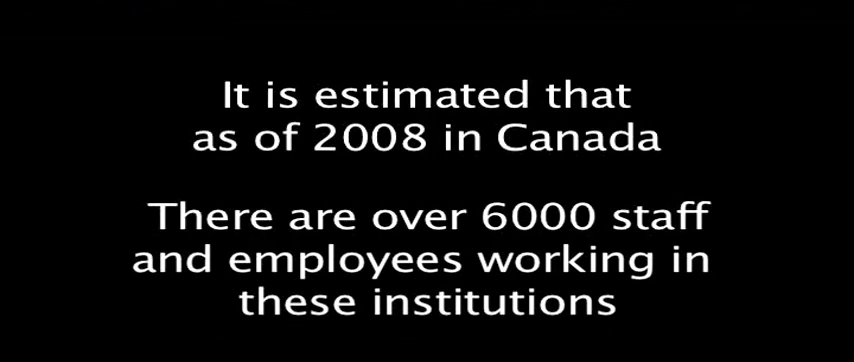 It is estimated that
as of 2008 in Canada
There are over 6000 staff
and employees working in
these institutions